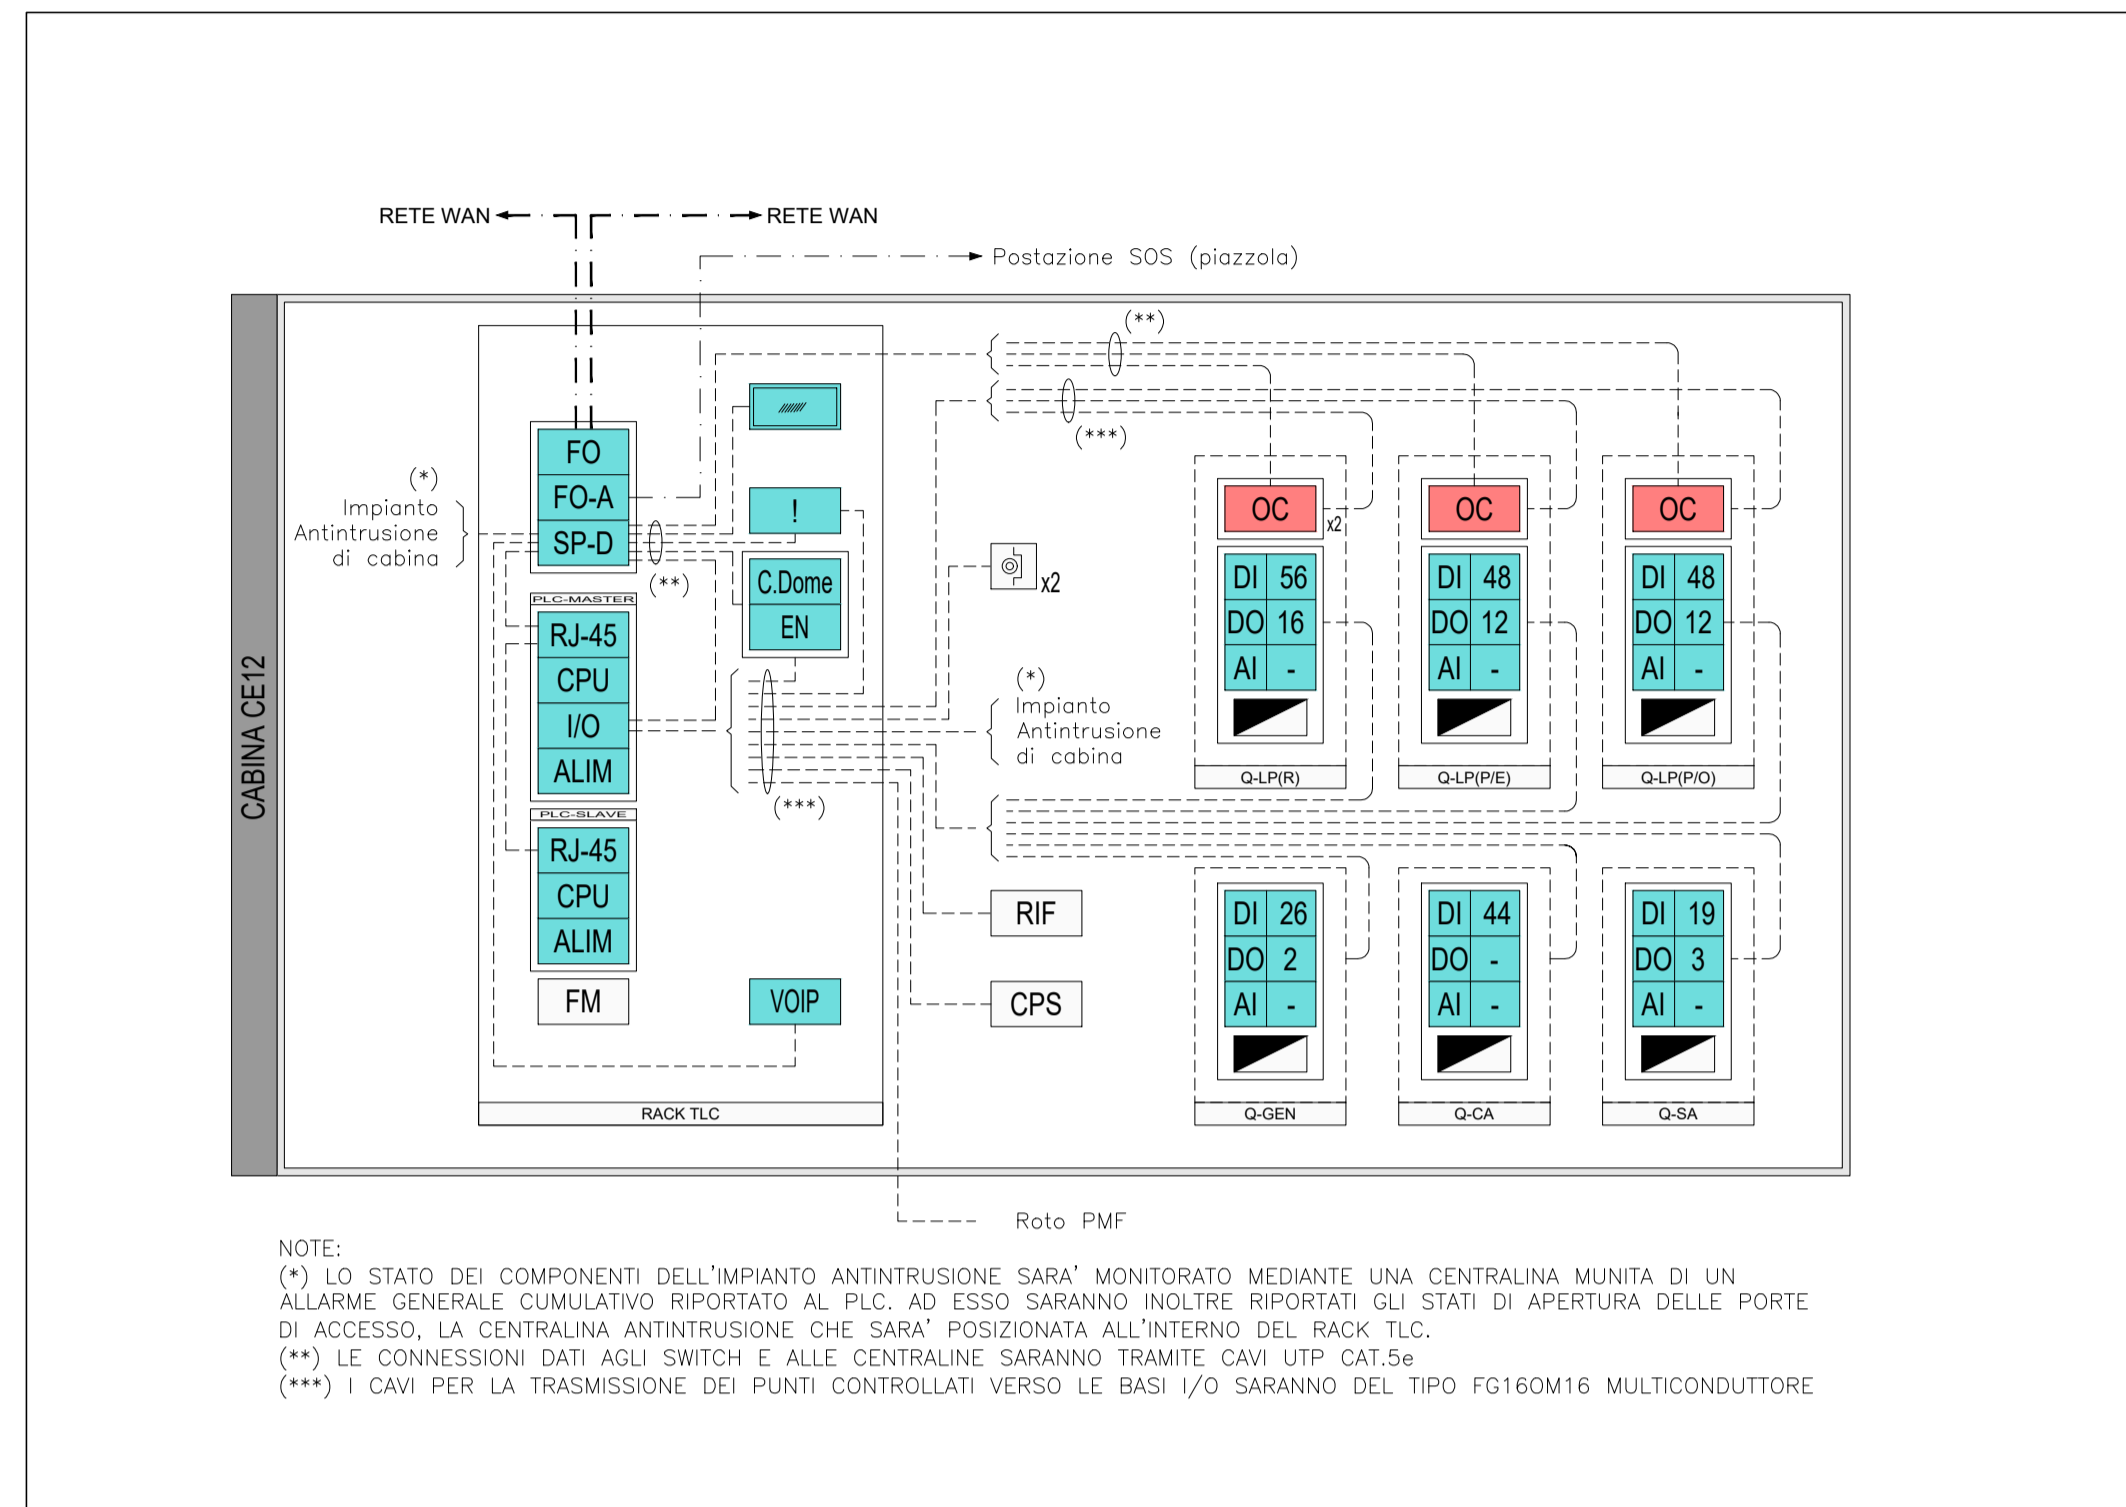 RETE WAN
RETE WAN
Postazione SOS (piazzola)
CABINA CE12
(*)
Impianto
Antintrusione
di cabina
FO
FO-A
SP-D
(**)
PLC-MASTER
RJ-45
CPU
I/O
ALIM
PLC-SLAVE
RJ-45
CPU
ALIM
FM
!
C.Dome
EN
(***)
VOIP
RACK TLC
(**)
(***)
x2
(*)
Impianto
Antintrusione
di cabina
RIF
CPS
OC
x2
DI 56
DO 16
AI -
Q-LP(R)
OC
DI 48
DO 12
AI -
Q-LP(P/E)
OC
DI 48
DO 12
AI -
Q-LP(P/O)
DI 26
DO 2
AI -
Q-GEN
DI 44
DO -
AI -
Q-CA
DI 19
DO 3
AI -
Q-SA
Roto PMF
NOTE:
(*) LO STATO DEI COMPONENTI DELL'IMPIANTO ANTINTRUSIONE SARA' MONITORATO MEDIANTE UNA CENTRALINA MUNITA DI UN
ALLARME GENERALE CUMULATIVO RIPORTATO AL PLC. AD ESSO SARANNO INOLTRE RIPORTATI GLI STATI DI APERTURA DELLE PORTE
DI ACCESSO, LA CENTRALINA ANTINTRUSIONE CHE SARA' POSIZIONATA ALL'INTERNO DEL RACK TLC.
(**) LE CONNESSIONI DATI AGLI SWITCH E ALLE CENTRALINE SARANNO TRAMITE CAVI UTP CAT.5e
(***) I CAVI PER LA TRASMISSIONE DEI PUNTI CONTROLLATI VERSO LE BASI I/O SARANNO DEL TIPO FG16OM16 MULTICONDUTTORE